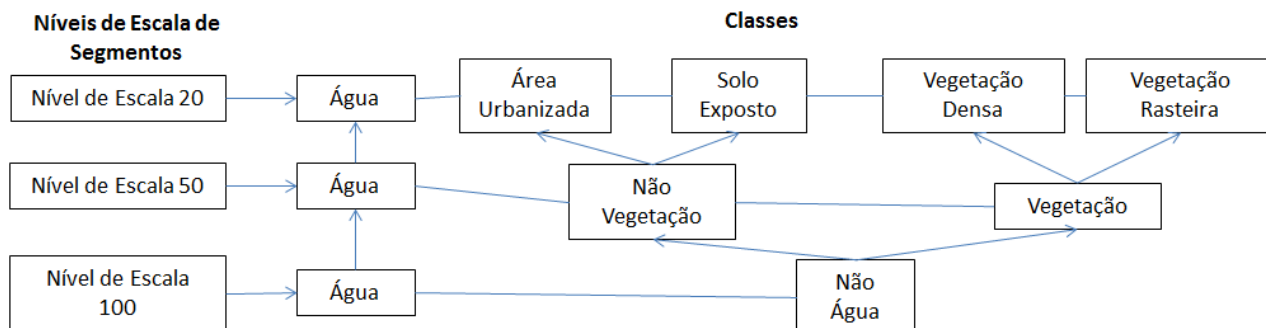 Níveis de Escala de
Segmentos
Classes
Nível de Escala 20
Água
Área
Urbanizada
Solo
Exposto
Vegetação
Densa
Vegetação
Rasteira
Nível de Escala 50
Água
Não
Vegetação
Vegetação
Nível de Escala
100
Água
Não
Água